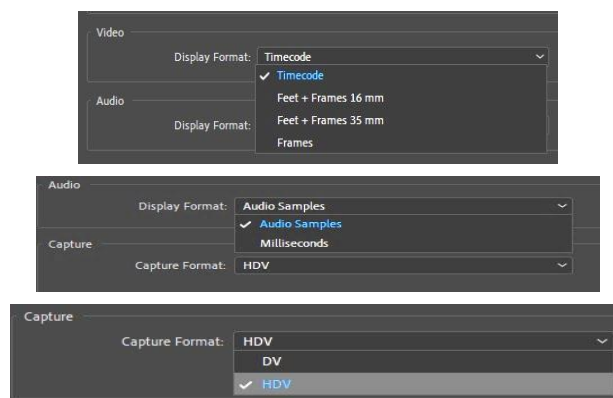 Video
Display Format: Timecode
Timecode
Feet + Frames 16 mm
Audio
Feet + Frames 35 mm
Display Format:
Frames
Audio
Display Format: Audio Samples
Audio Samples
Capture
Milliseconds
Capture Format: HDV
Capture
Capture Format: HDV
DV
HDV